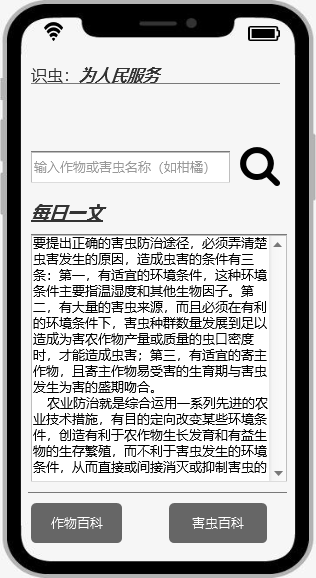 识虫：为人民服务
输入作物或害虫名称（如柑橘）
每日一文
要提出正确的害虫防治途径，必须弄清楚
虫害发生的原因，造成虫害的条件有三
条：第一，有适宜的环境条件，这种环境
条件主要指温湿度和其他生物因子。第
二，有大量的害虫来源，而且必须在有利
的环境条件下，害虫种群数量发展到足以
造成为害农作物产量或质量的虫口密度
时，才能造成虫害；第三，有适宜的寄主
作物，且寄主作物易受害的生育期与害虫
发生为害的盛期吻合。
农业防治就是综合运用一系列先进的农
业技术措施，有目的定向改变某些环境条
件，创造有利于农作物生长发育和有益生
物的生存繁殖，而不利于害虫发生的环境
条件，从而直接或间接消灭或抑制害虫的
作物百科
害虫百科